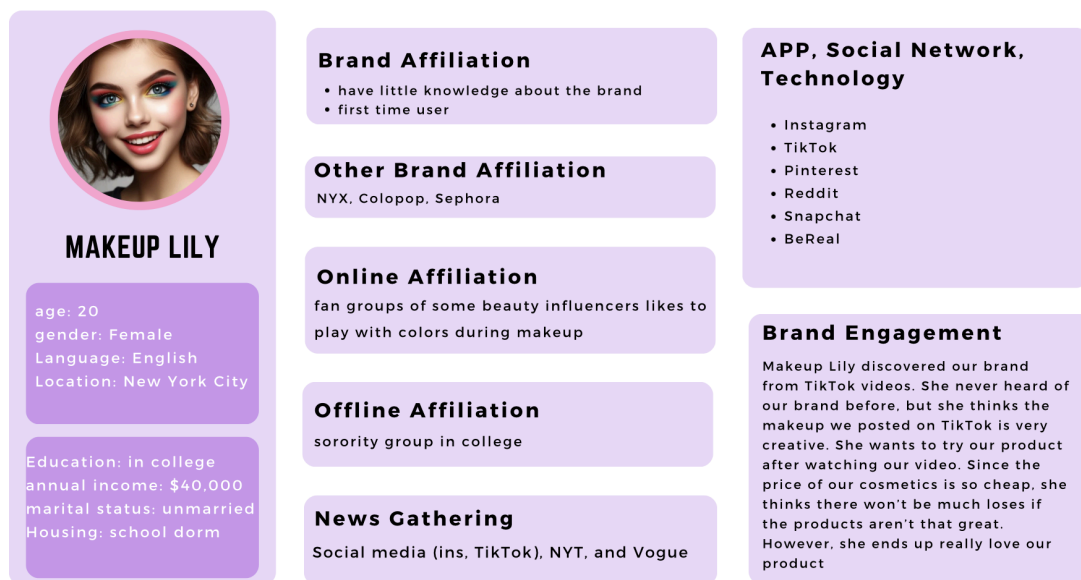 MAKEUP LILY
age: 20
gender: Female
Language: English
Location: New York City
Education: in college
annual income: $40,000
marital status: unmarried
Housing: school dorm
Brand Affiliation
• have little knowledge about the brand
• first time user
Other Brand Affiliation
NYX, Colopop, Sephora
Online Affiliation
fan groups of some beauty influencers likes to
play with colors during makeup
Offline Affiliation
sorority group in college
News Gathering
Social media (ins, TikTok), NYT, and Vogue
APP, Social Network,
Technology
• Instagram
• TikTok
• Pinterest
• Reddit
• Snapchat
• BeReal
Brand Engagement
Makeup Lily discovered our brand
from TikTok videos. She never heard of
our brand before, but she thinks the
makeup we posted on TikTok is very
creative. She wants to try our product
after watching our video. Since the
price of our cosmetics is so cheap, she
thinks there won't be much loses if
the products aren't that great.
However, she ends up really love our
product